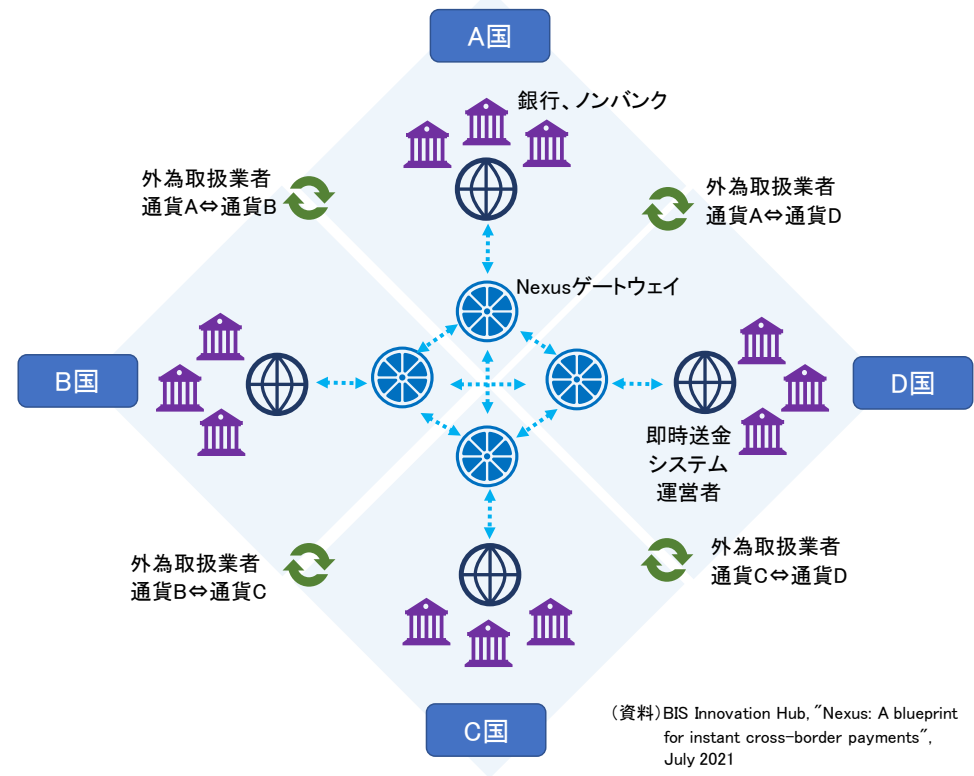 A国
銀行、ノンバンク
外為取扱業者
通貨A⇔通貨B
外為取扱業者
通貨A⇔通貨D
Nexusゲートウェイ
B国
D国
即時送金
システム
運営者
外為取扱業者
通貨B⇔通貨C
外為取扱業者
通貨C⇔通貨D
C国
（資料）BIS Innovation Hub, "Nexus: A blueprint
for instant cross-border payments",
July 2021